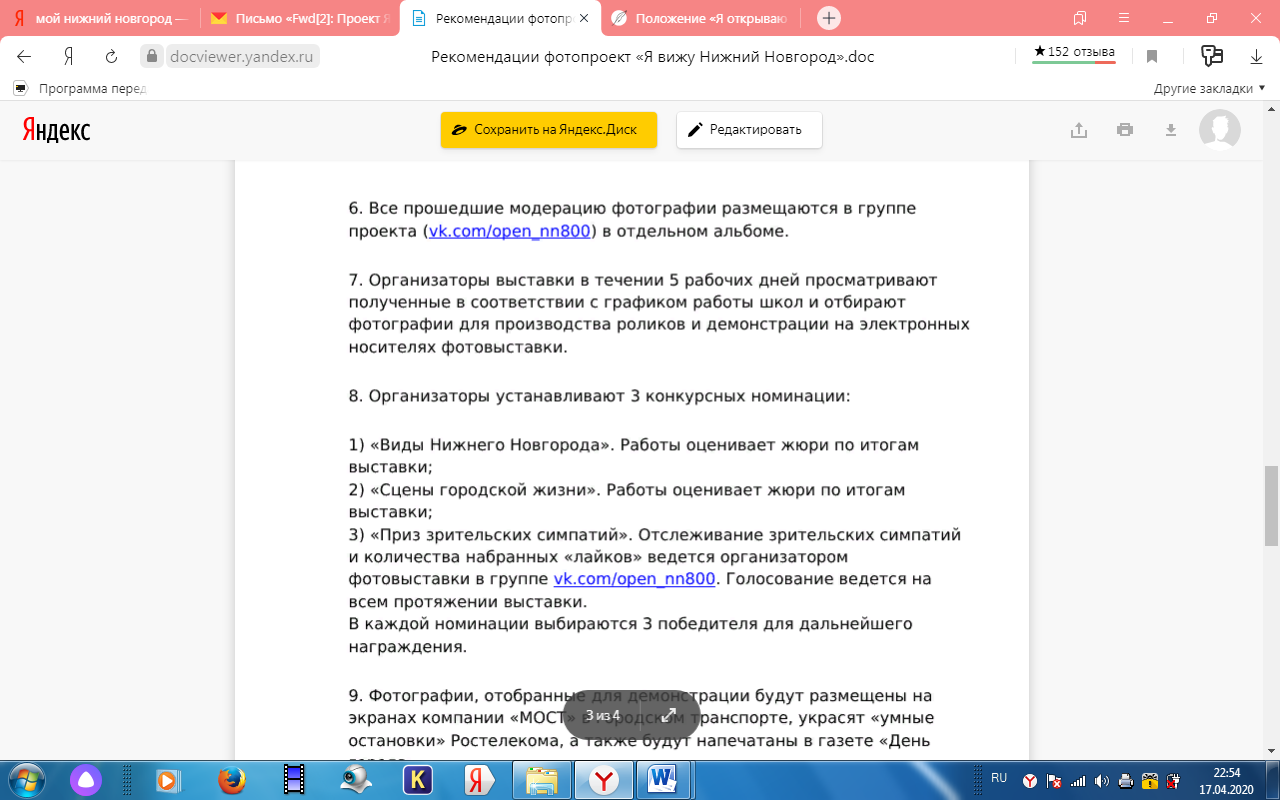 мой нижний новгород —
Письмо «Fwd[2]: Проект Я
Рекомендации фотопр
Положение «Я открываю
docviewer.yandex.ru
Рекомендации фотопроект «Я вижу Нижний Новгород».doc
★152 отзыва
Программа перед
Другие закладки
Яндекс
Сохранить на Яндекс.Диск
Редактировать
6. Все прошедшие модерацию фотографии размещаются в группе
проекта (vk.com/open_nn800) в отдельном альбоме.
7. Организаторы выставки в течении 5 рабочих дней просматривают
полученные в соответствии с графиком работы школ и отбирают
фотографии для производства роликов и демонстрации на электронных
носителях фотовыставки.
8. Организаторы устанавливают 3 конкурсных номинации:
1) «Виды Нижнего Новгорода». Работы оценивает жюри по итогам
выставки;
2) «Сцены городской жизни». Работы оценивает жюри по итогам
выставки;
3) «Приз зрительских симпатий». Отслеживание зрительских симпатий
и количества набранных «лайков» ведется организатором
фотовыставки в группе vk.com/open_nn800. Голосование ведется на
всем протяжении выставки.
В каждой номинации выбираются 3 победителя для дальнейшего
награждения.
9. Фотографии, отобранные для демонстрации будут размещены на
экранах компании «МОСТ» в городском транспорте, украсят «умные
остановки» Ростелекома, а также будут напечатаны в газете «День
3 из 4
RU
22:54
17.04.2020